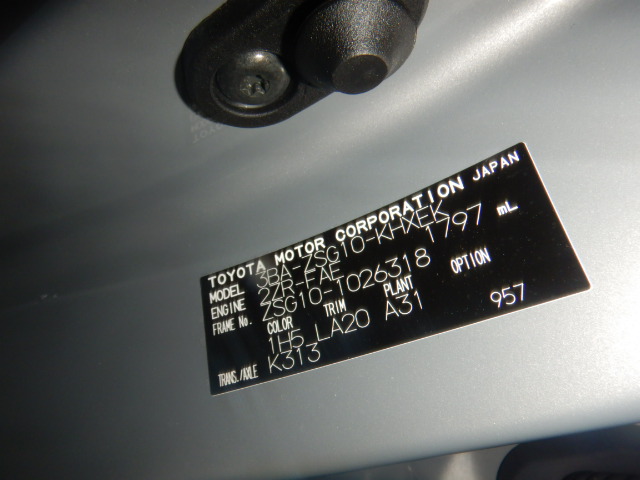 TOYOTA MOTOR CORPORATION JAPAN
MODEL 3BA-ZSG10-KHXEK
ENGINE 2ZR-FAE 1797 mL
FRAME No. ZSG10-1026318
COLOR TRIM PLANT OPTION
1H5 LA20 A31
TRANS./AXLE K313 957